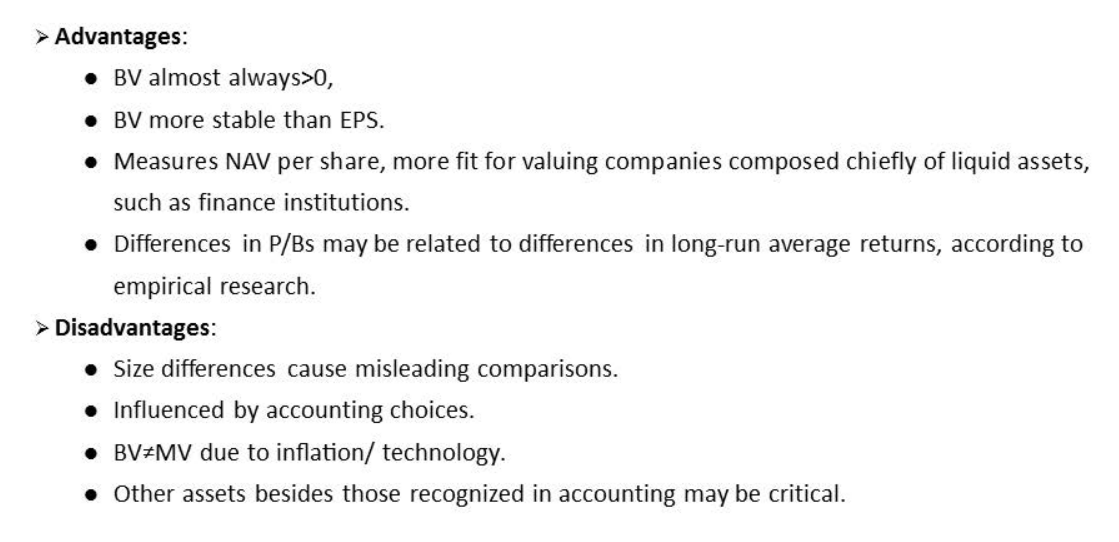 ➢ Advantages:
● BV almost always>0,
● BV more stable than EPS.
● Measures NAV per share, more fit for valuing companies composed chiefly of liquid assets,
such as finance institutions.
● Differences in P/Bs may be related to differences in long-run average returns, according to
empirical research.
➢ Disadvantages:
● Size differences cause misleading comparisons.
● Influenced by accounting choices.
● BV≠MV due to inflation/ technology.
● Other assets besides those recognized in accounting may be critical.